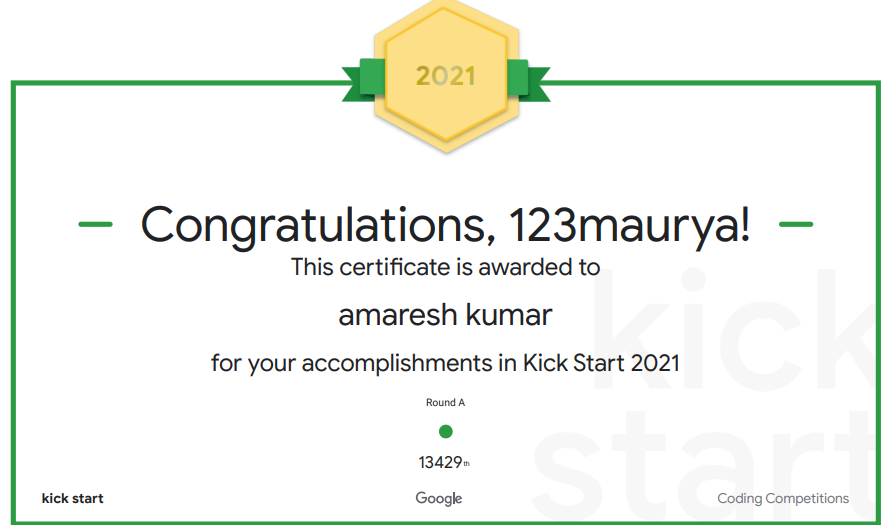 2021
Congratulations, 123maurya!
This certificate is awarded to
amaresh kumar
for your accomplishments in Kick Start 2021
Round A
13429th
kick start
Google
Coding Competitions
kick
start